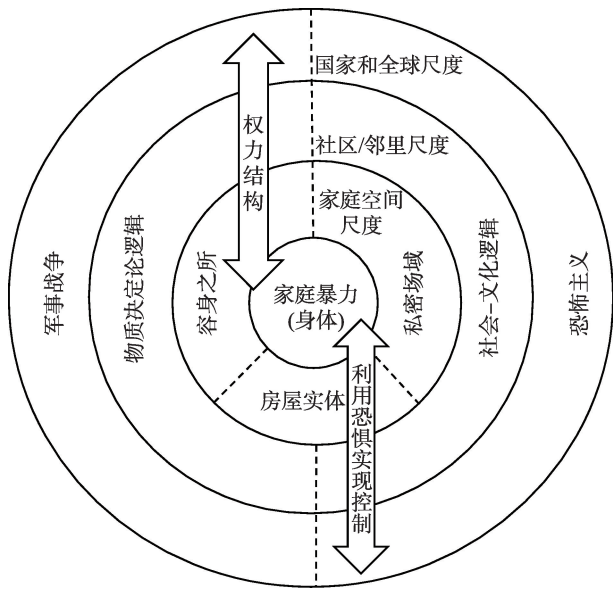 国家和全球尺度
社区/邻里尺度
家庭空间
尺度
权力结构
军事战争
物质决定论逻辑
容身之所
家庭暴力
(身体)
私密场域
社会-文化逻辑
恐怖主义
房屋实体
利用恐惧实现控制